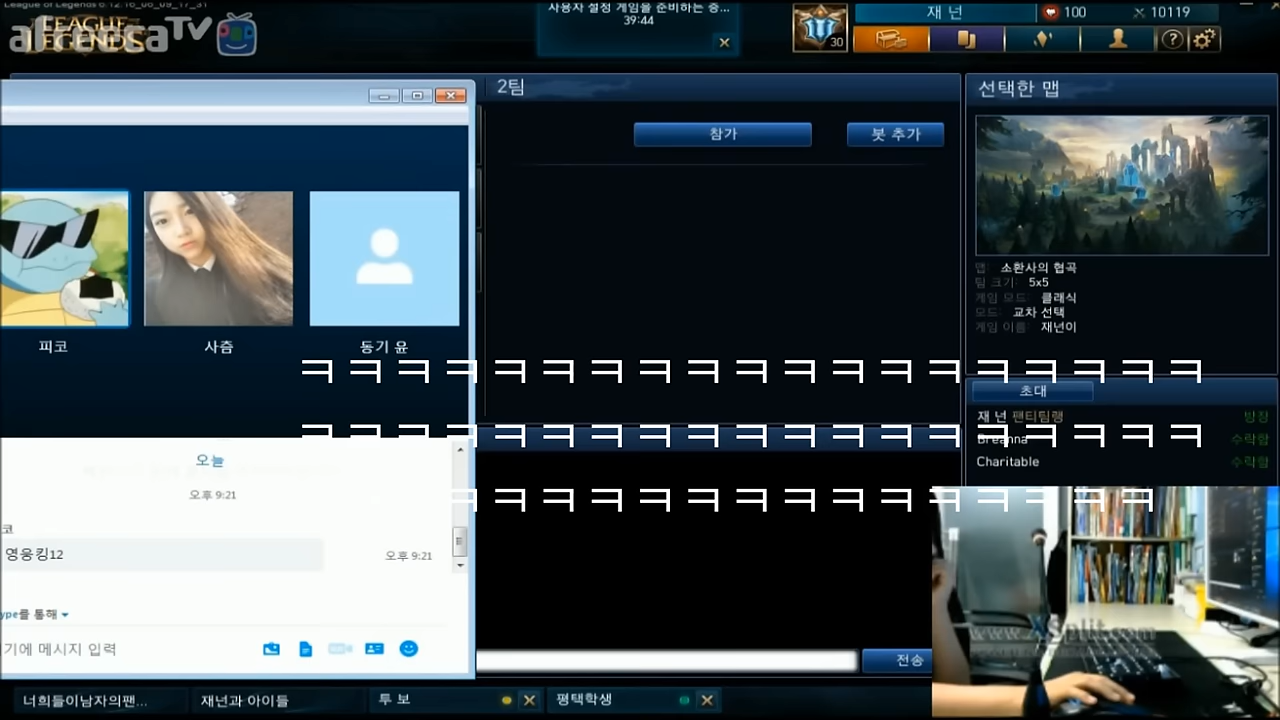 LEAGUE
LEGENDS
afreecaTV
사용자 설정 게임을 준비하는 중...
39:44
30
재 넌
100
10119
2팀
참가
봇 추가
선택한 맵
맵: 소환사의 협곡
팀 크기: 5x5
게임 모드: 클래식
모드: 교차 선택
게임 이름: 재넌이
초대
재 넌 팬티팀랭 방장
Breanna 수락함
Charitable 수락함
피코
사즘
동기 윤
ㅋㅋㅋㅋㅋㅋㅋㅋㅋㅋㅋㅋㅋㅋㅋㅋㅋㅋㅋ
ㅋㅋㅋㅋㅋㅋㅋㅋㅋㅋㅋㅋㅋㅋㅋㅋㅋㅋㅋ
ㅋㅋㅋㅋㅋㅋㅋㅋㅋㅋㅋㅋㅋㅋㅋ
오늘
오후 9:21
코
영웅킹12
오후 9:21
ype를 통해
기에 메시지 입력
전송
www.XSplit.com
너희들이남자의팬...
재넌과 아이들
투 보
평택학생